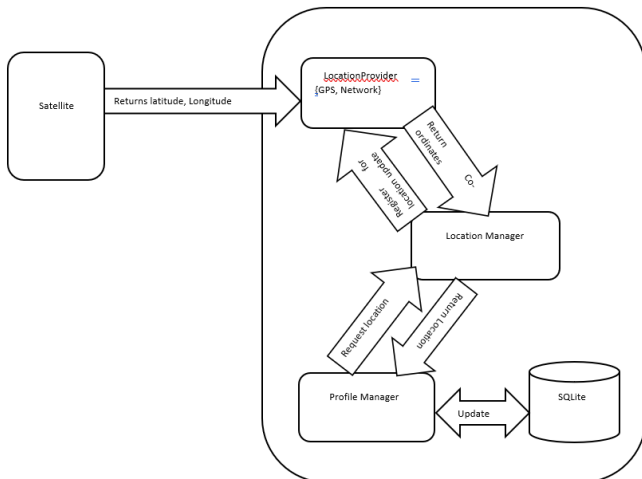 LocationProvider =
{GPS, Network}
Satellite
Returns latitude, Longitude
Return Co-
ordinates
Register for
location update
Location Manager
Request location
Return Location
Profile Manager
Update
SQLite